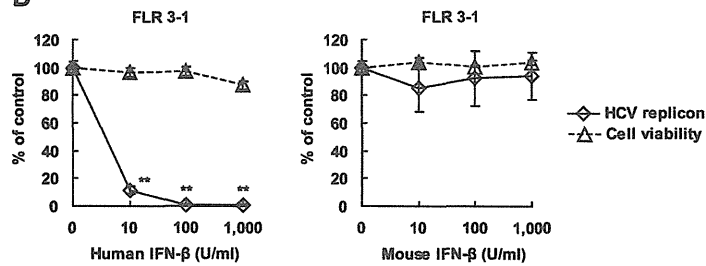 FLR 3-1
120
100
80
60
40
20
0
% of control
** ** **
0 10 100 1,000
Human IFN-β (U/ml)
FLR 3-1
120
100
80
60
40
20
0
% of control
0 10 100 1,000
Mouse IFN-β (U/ml)
HCV replicon
Cell viability